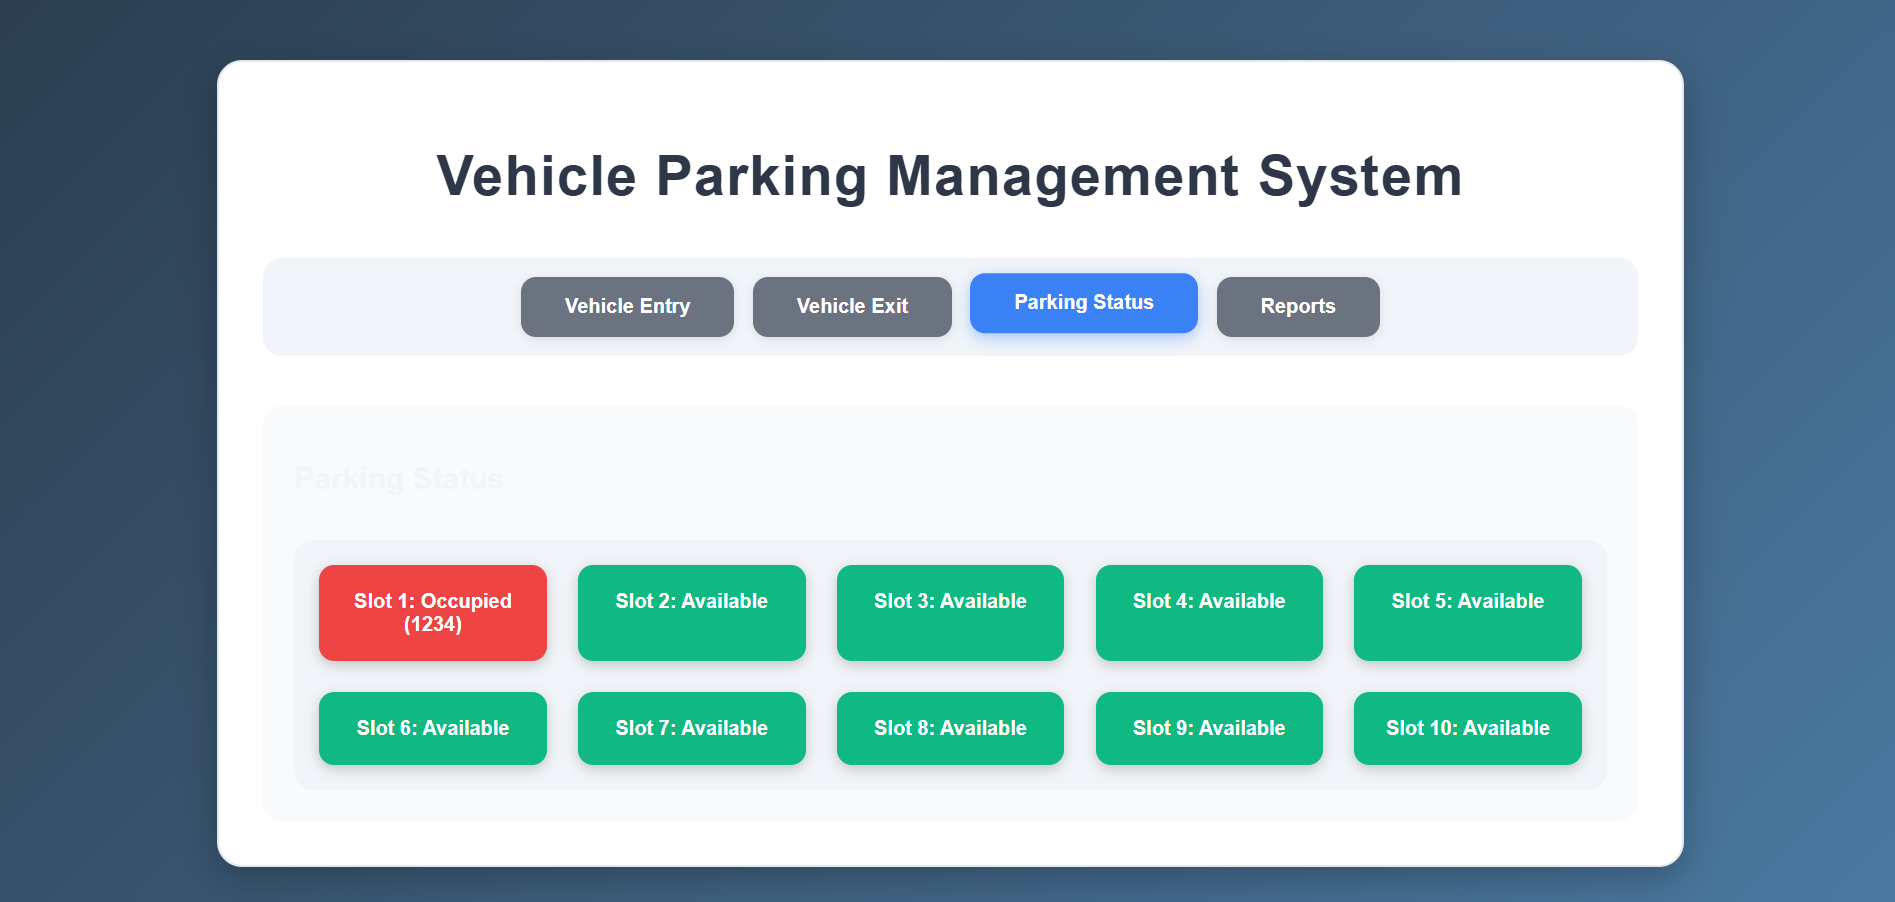 Vehicle Parking Management System
Vehicle Entry
Vehicle Exit
Parking Status
Reports
Parking Status
Slot 1: Occupied
(1234)
Slot 2: Available
Slot 3: Available
Slot 4: Available
Slot 5: Available
Slot 6: Available
Slot 7: Available
Slot 8: Available
Slot 9: Available
Slot 10: Available